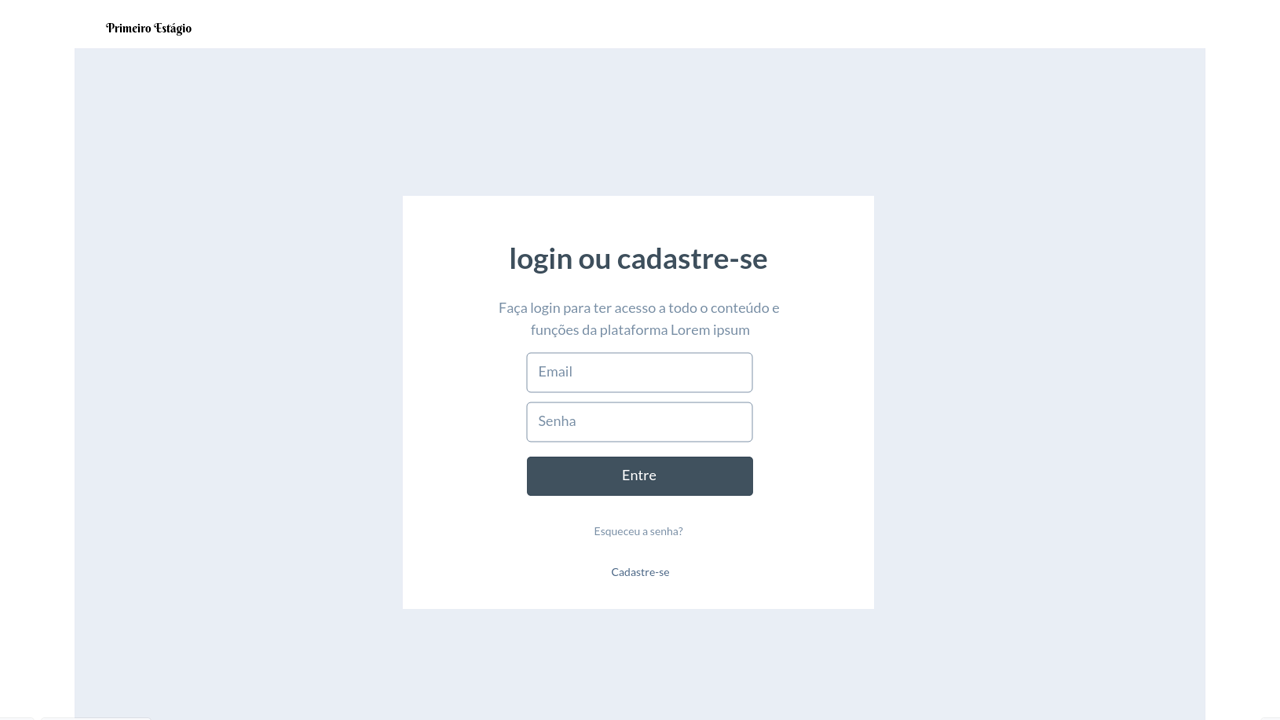 Primeiro Estágio
login ou cadastre-se
Faça login para ter acesso a todo o conteúdo e
funções da plataforma Lorem ipsum
Email
Senha
Entre
Esqueceu a senha?
Cadastre-se